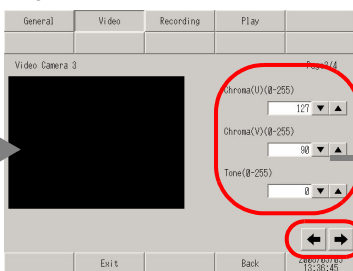 General Video Recording Play
Video Camera 3
Chroma(U)(0-255)
127
Chroma(V)(0-255)
90
Tone(0-255)
0
Exit Back
13:36:45